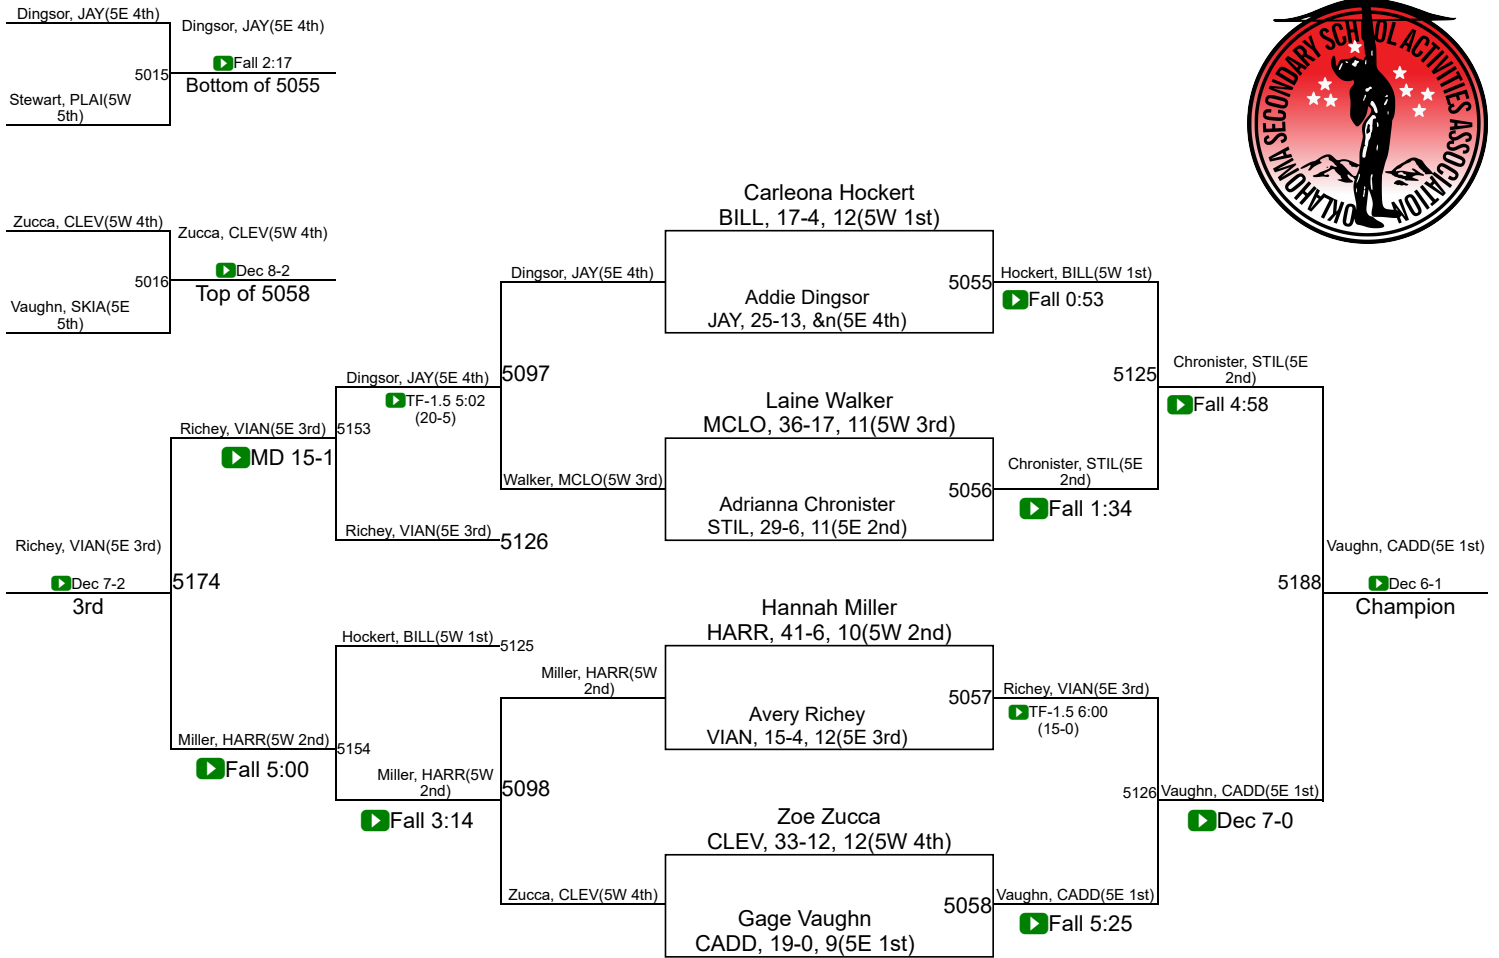 Dingsor, JAY(5E 4th)
Dingsor, JAY(5E 4th)
Fall 2:17
5015
Bottom of 5055
Stewart, PLAI(5W
5th)
Zucca, CLEV(5W 4th)
Zucca, CLEV(5W 4th)
Dec 8-2
5016
Top of 5058
Vaughn, SKIA(5E
5th)
OKLAHOMA SECONDARY SCHOOL ACTIVITIES ASSOCIATION
Carleona Hockert
BILL, 17-4, 12(5W 1st)
Dingsor, JAY(5E 4th)
5055
Hockert, BILL(5W 1st)
Addie Dingsor
JAY, 25-13, &n(5E 4th)
Fall 0:53
Dingsor, JAY(5E 4th)
5097
TF-1.5 5:02
(20-5)
5125
Chronister, STIL(5E
2nd)
Fall 4:58
Laine Walker
MCLO, 36-17, 11(5W 3rd)
Richey, VIAN(5E 3rd)
5153
MD 15-1
Walker, MCLO(5W 3rd)
5056
Chronister, STIL(5E
2nd)
Adrianna Chronister
STIL, 29-6, 11(5E 2nd)
Fall 1:34
Richey, VIAN(5E 3rd)
5126
Richey, VIAN(5E 3rd)
Dec 7-2
5174
3rd
Vaughn, CADD(5E 1st)
5188
Dec 6-1
Champion
Hannah Miller
HARR, 41-6, 10(5W 2nd)
Hockert, BILL(5W 1st)
5125
Miller, HARR(5W
2nd)
5057
Richey, VIAN(5E 3rd)
Avery Richey
VIAN, 15-4, 12(5E 3rd)
TF-1.5 6:00
(15-0)
Miller, HARR(5W 2nd)
5154
Fall 5:00
Miller, HARR(5W
2nd)
5098
Fall 3:14
5126
Vaughn, CADD(5E 1st)
Dec 7-0
Zoe Zucca
CLEV, 33-12, 12(5W 4th)
Zucca, CLEV(5W 4th)
5058
Vaughn, CADD(5E 1st)
Gage Vaughn
CADD, 19-0, 9(5E 1st)
Fall 5:25